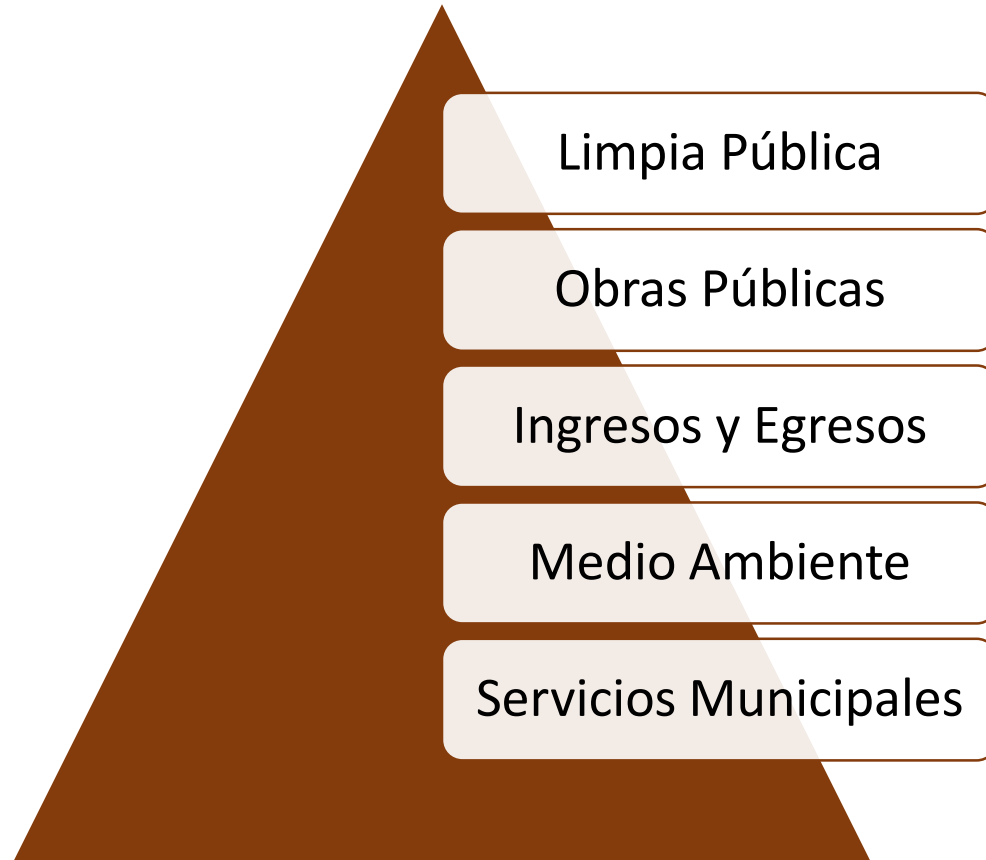 Limpia Pública
Obras Públicas
Ingresos y Egresos
Medio Ambiente
Servicios Municipales